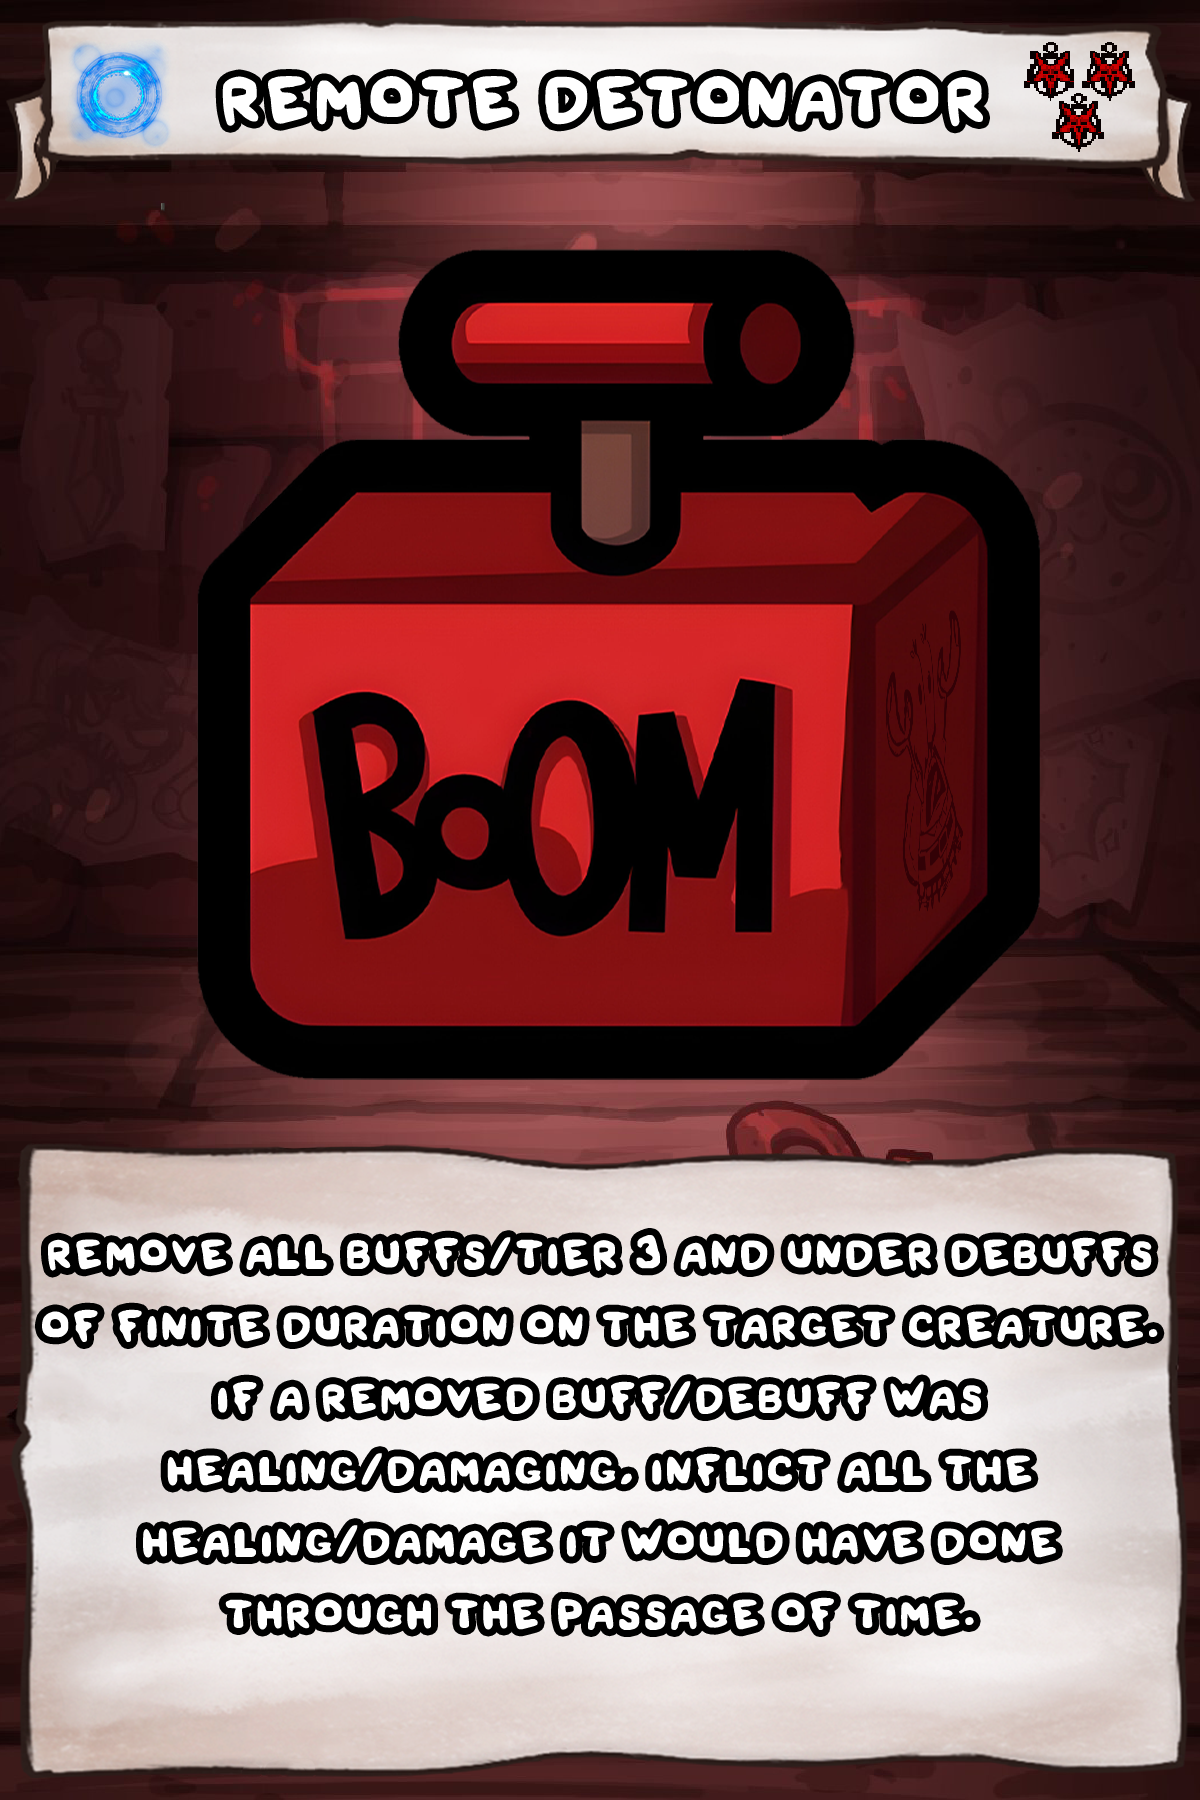 REMOTE DETONATOR
BOOM
REMOVE ALL BUFFS/TIER 3 AND UNDER DEBUFFS
OF FINITE DURATION ON THE TARGET CREATURE.
IF A REMOVED BUFF/DEBUFF WAS
HEALING/DAMAGING, INFLICT ALL THE
HEALING/DAMAGE IT WOULD HAVE DONE
THROUGH THE PASSAGE OF TIME.